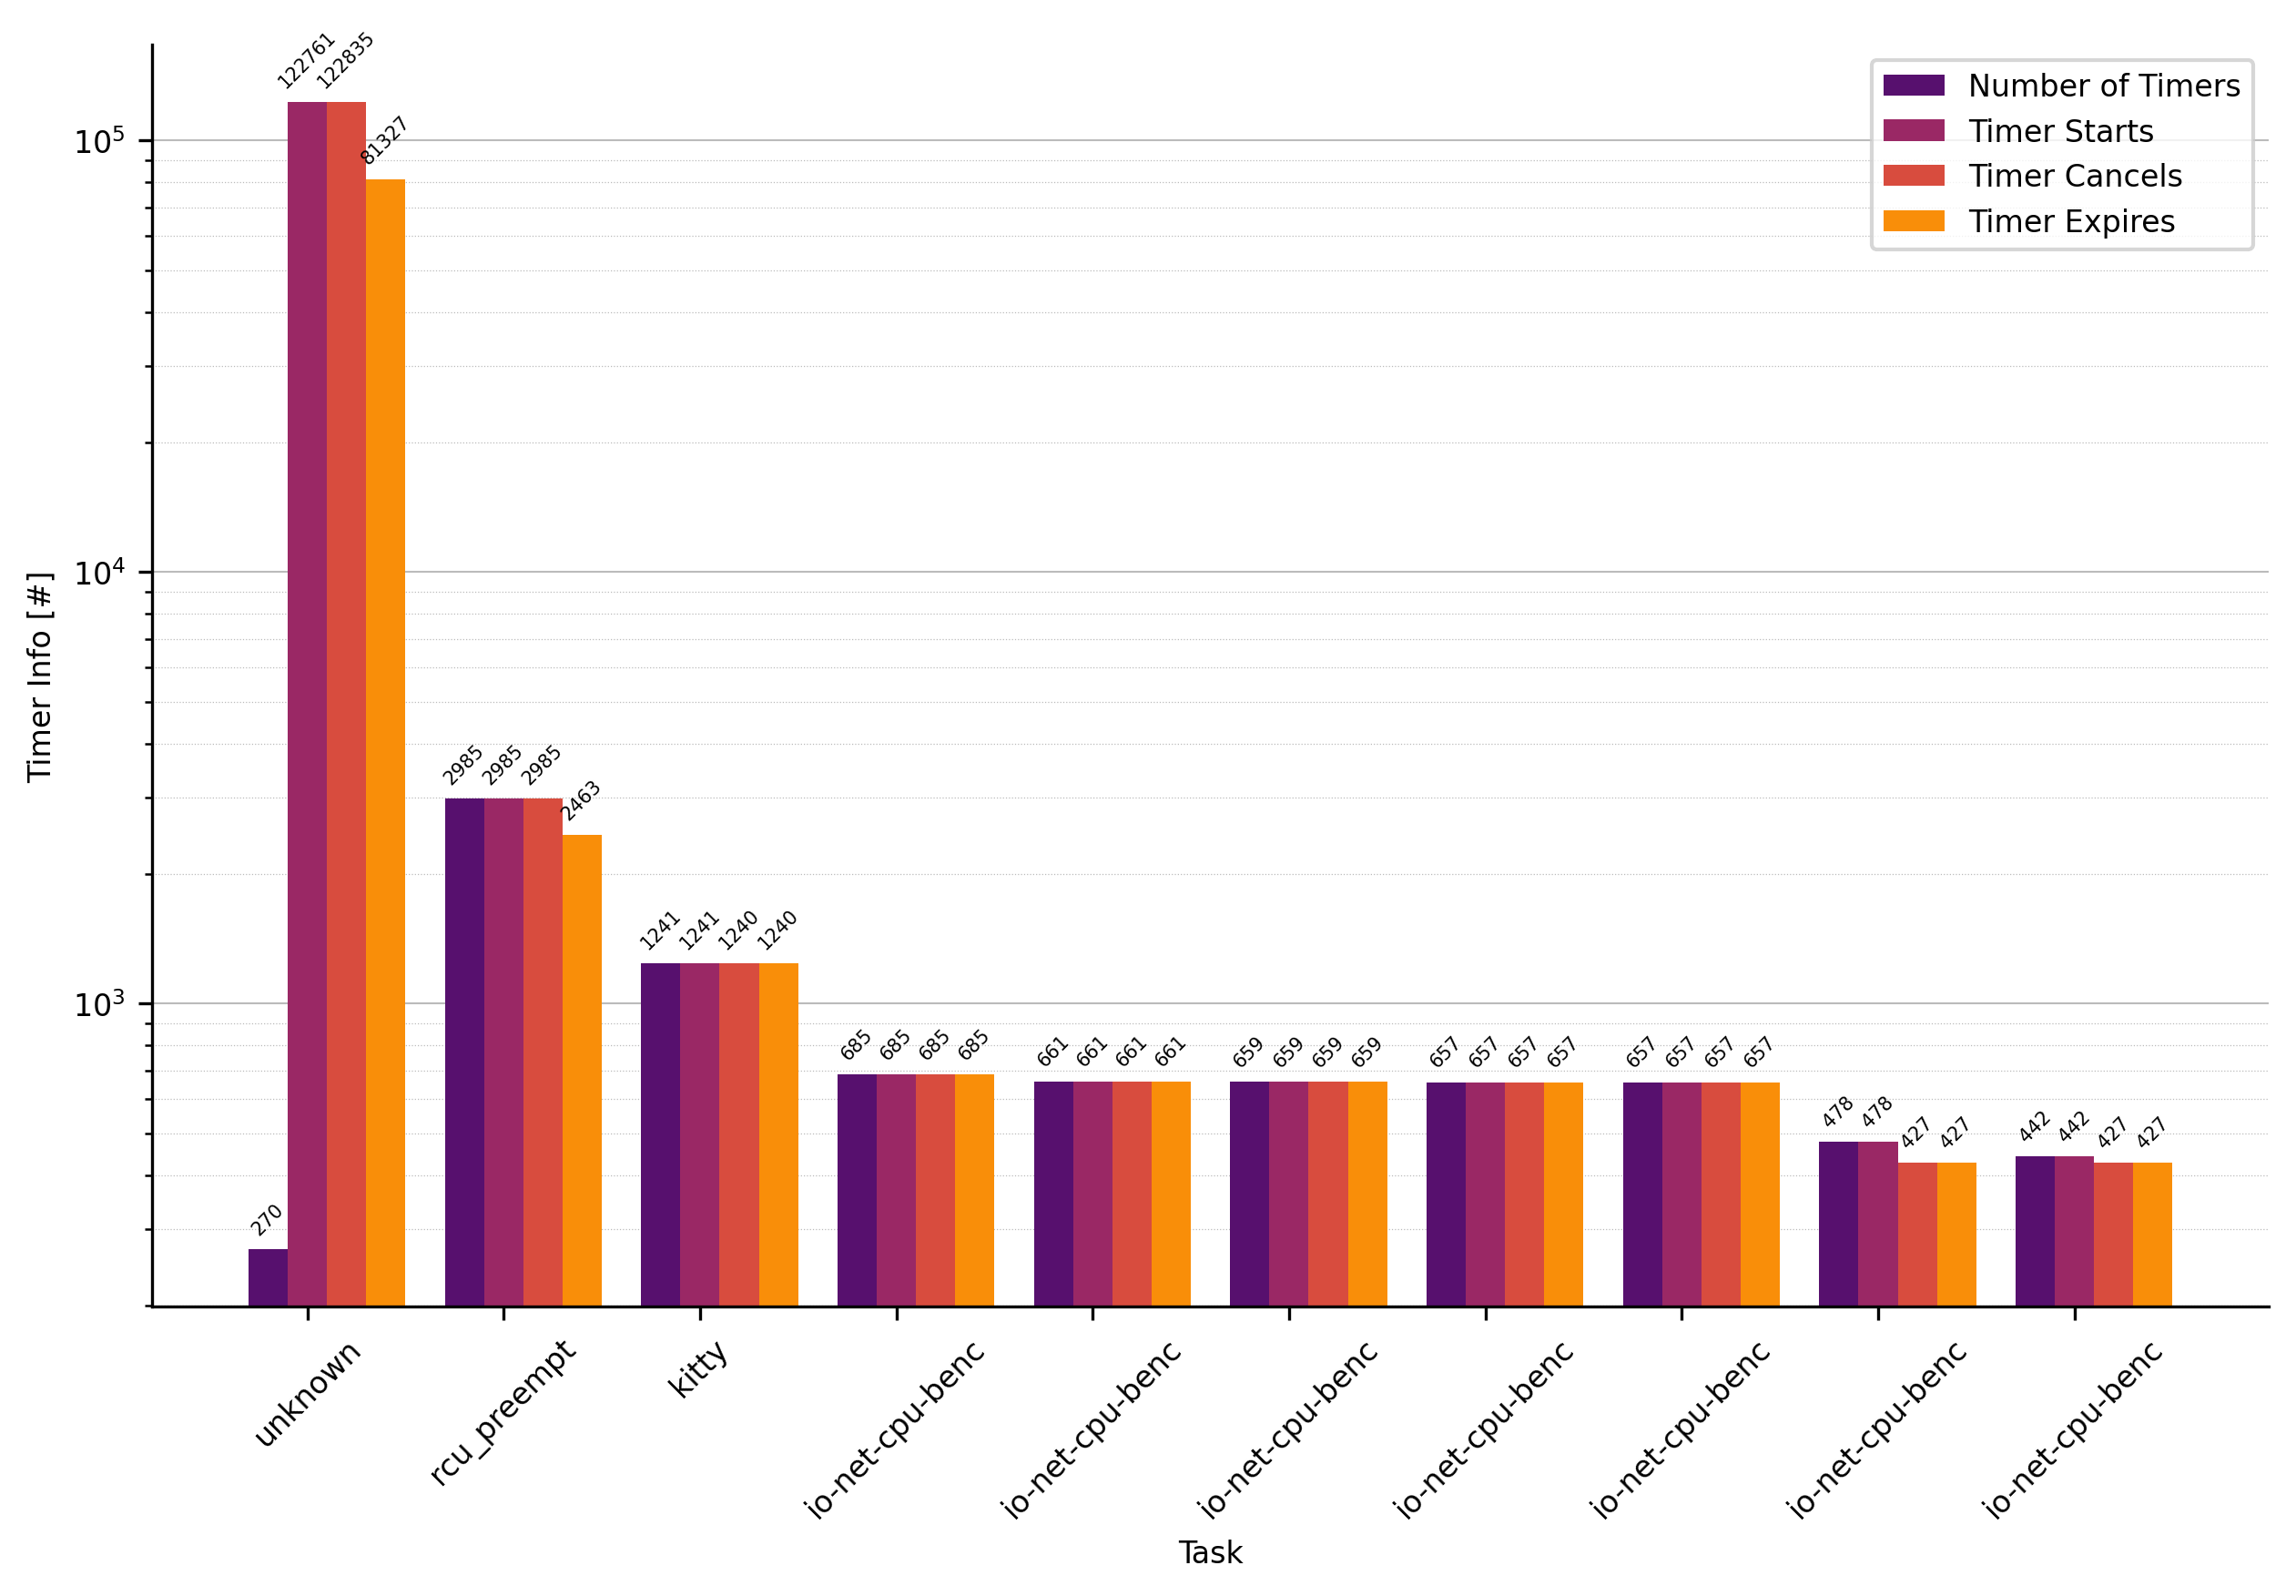 122761 122835
81327
Number of Timers
Timer Starts
Timer Cancels
Timer Expires
10^5
10^4
10^3
Timer Info [#]
2985 2985 2985 2463
1241 1241 1240 1240
685 685 685 685
661 661 661 661
659 659 659 659
657 657 657 657
657 657 657 657
478 478 427 427
442 442 427 427
270
unknown
rcu_preempt
kitty
io-net-cpu-benc
io-net-cpu-benc
io-net-cpu-benc
io-net-cpu-benc
io-net-cpu-benc
io-net-cpu-benc
io-net-cpu-benc
Task